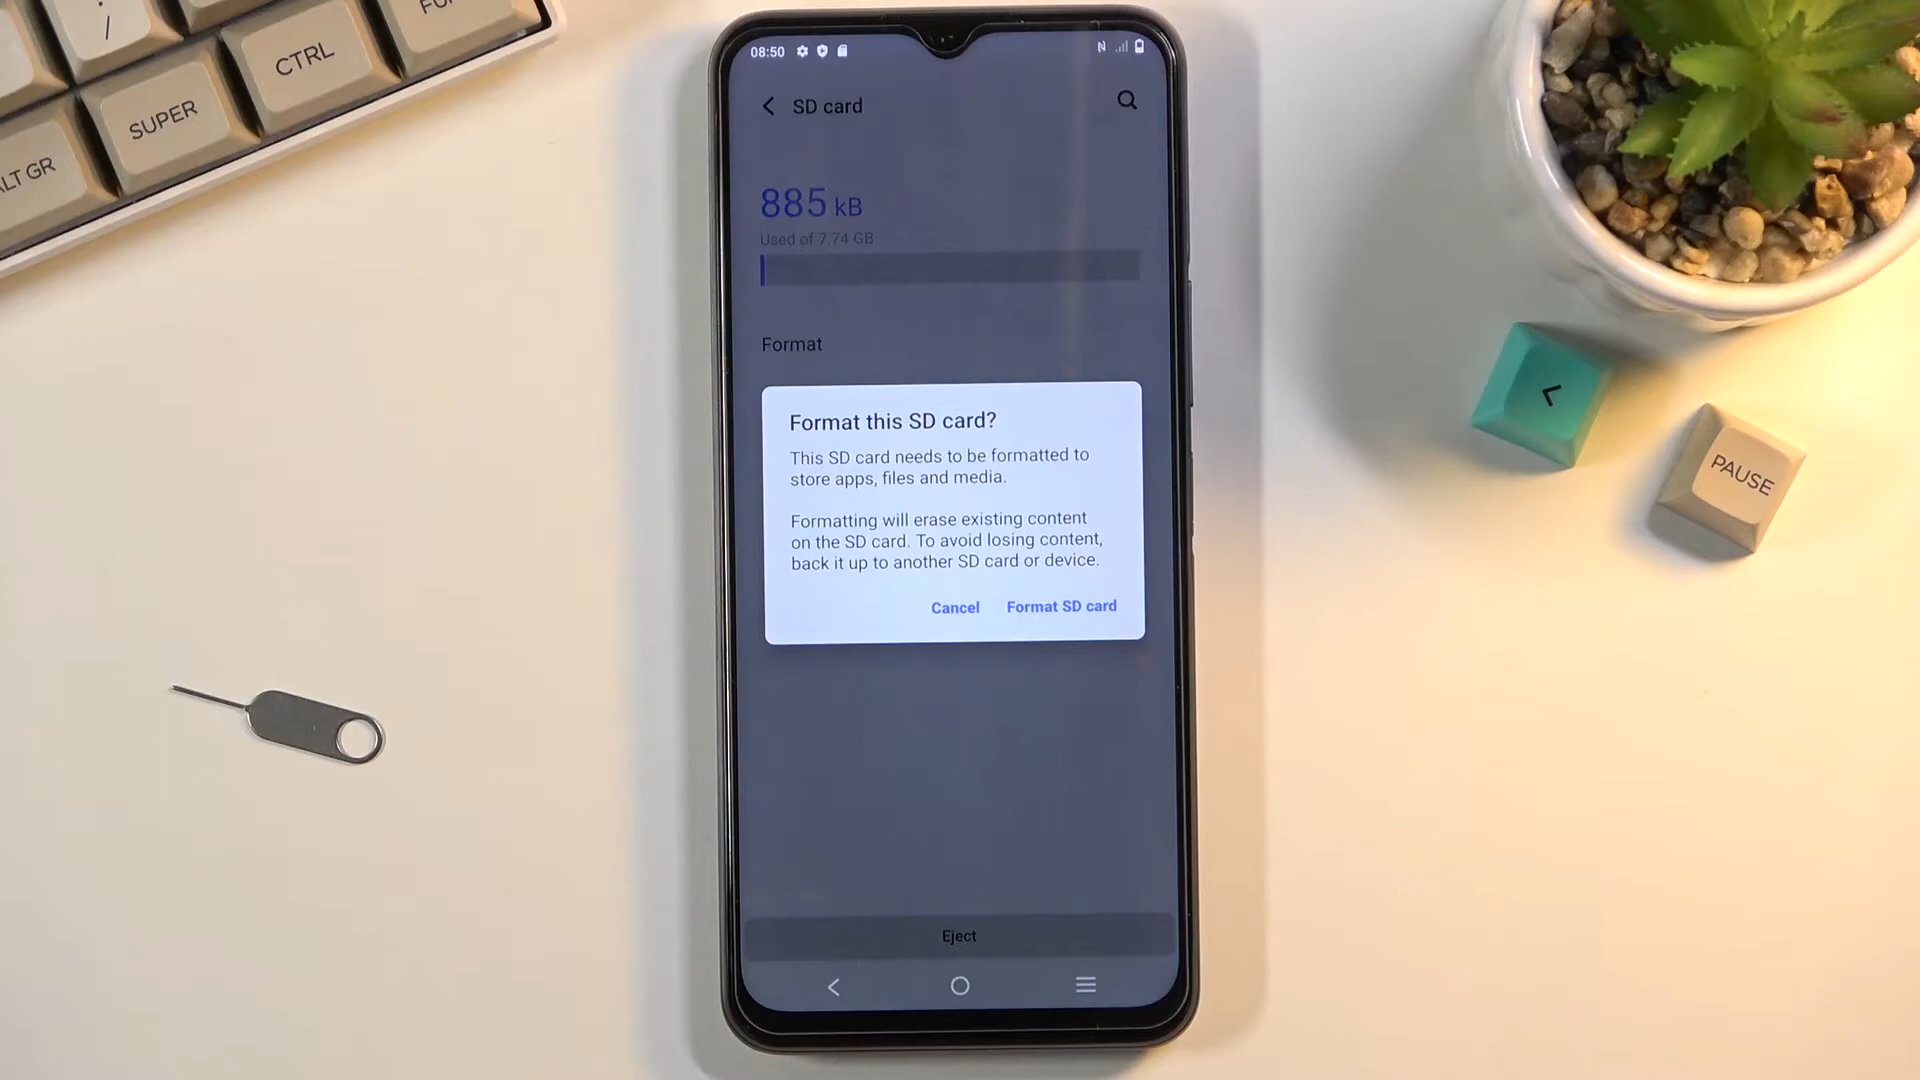 /
CTRL
SUPER
LT GR
08:50
SD card
885 kB
Used of 7.74 GB
Format
Format this SD card?
This SD card needs to be formatted to
store apps, files and media.
Formatting will erase existing content
on the SD card. To avoid losing content,
back it up to another SD card or device.
Cancel Format SD card
Eject
<
PAUSE